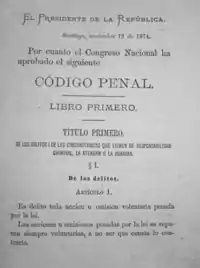 EL PRESIDENTE DE LA REPÚBLICA.
Santiago, noviembre 12 de 1874.
Por cuanto el Congreso Nacional ha
aprobado el siguiente
CÓDIGO PENAL.
LIBRO PRIMERO.
TÍTULO PRIMERO.
DE LOS DELITOS I DE LAS CIRCUNSTANCIAS QUE EXIMEN DE RESPONSABILIDAD
CRIMINAL, LA ATENÚAN O LA AGRAVAN.
§ I.
De los delitos.
ARTÍCULO 1.
Es delito toda accion u omision voluntaria penada
por la lei.
Las acciones u omisiones penadas por la lei se repu-
tan siempre voluntarias, a no ser que conste lo con-
trario.